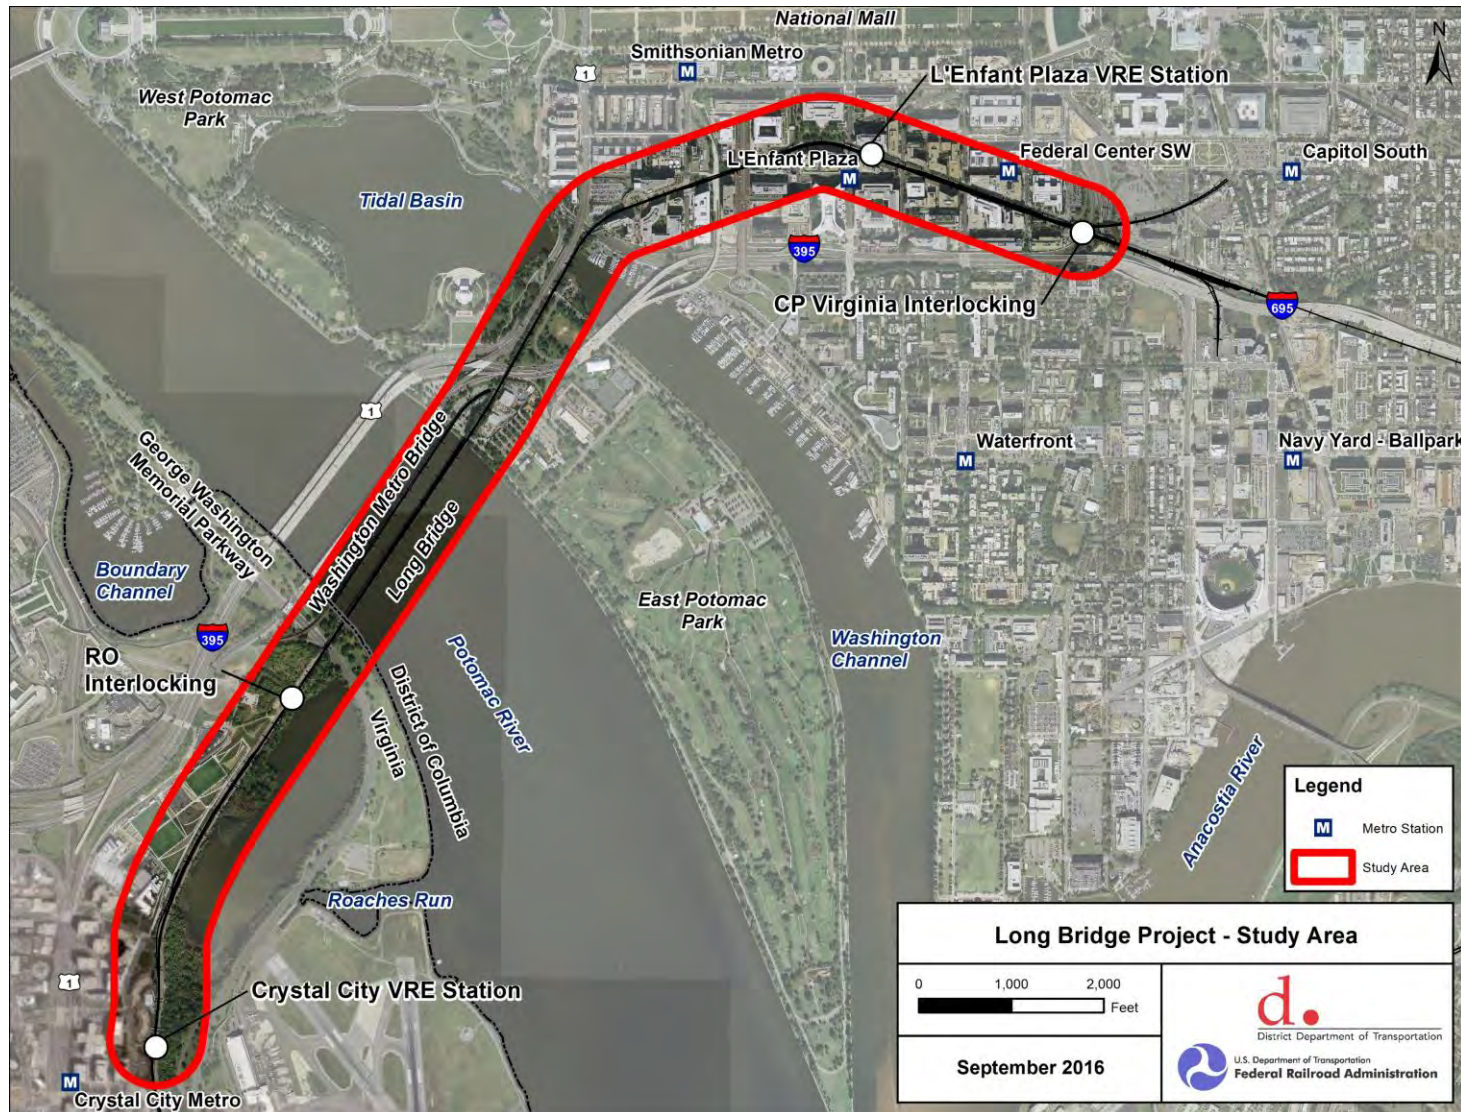 National Mall
N
Smithsonian Metro
1
L'Enfant Plaza VRE Station
West Potomac
Park
L'Enfant Plaza
Federal Center SW
Capitol South
Tidal Basin
395
CP Virginia Interlocking
695
1
George Washington
Memorial Parkway
Washington Metro Bridge
Long Bridge
Waterfront
Navy Yard - Ballpark
Boundary
Channel
395
RO
Interlocking
East Potomac
Park
Washington
Channel
Potomac River
District of Columbia
Virginia
Anacostia River
Roaches Run
1
Crystal City VRE Station
Crystal City Metro
M
M
M
M
M
M
M
Legend
M Metro Station
Study Area
Long Bridge Project - Study Area
0 1,000 2,000
Feet
September 2016
d.
District Department of Transportation
U.S. Department of Transportation
Federal Railroad Administration